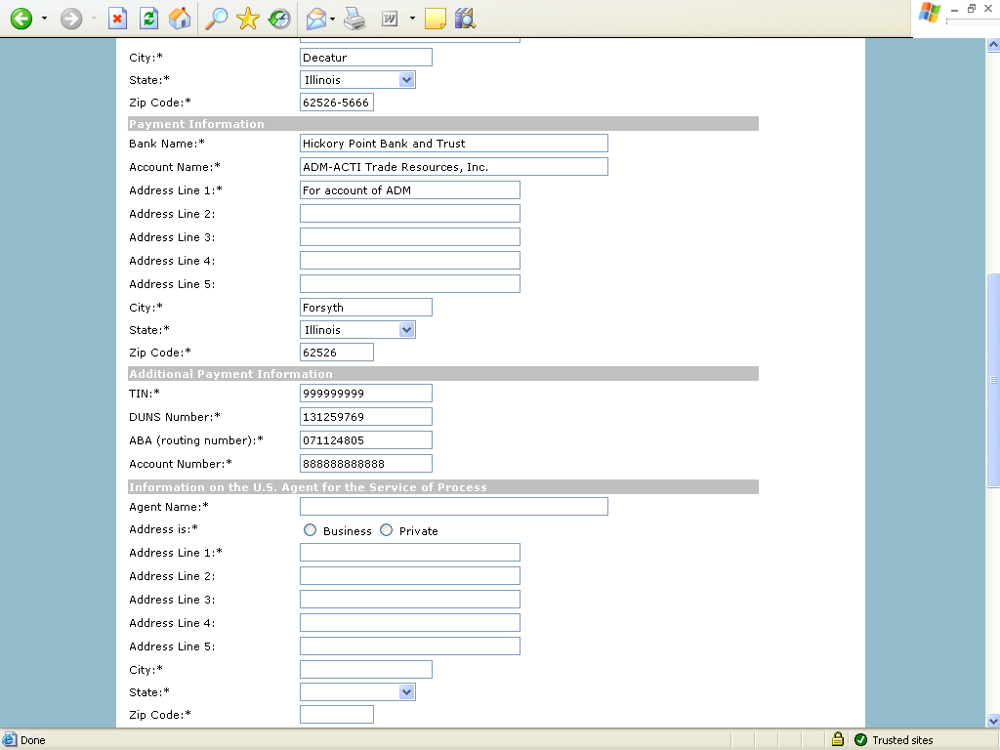 City:* Decatur
State:* Illinois
Zip Code:* 62526-5666
Payment Information
Bank Name:* Hickory Point Bank and Trust
Account Name:* ADM-ACTI Trade Resources, Inc.
Address Line 1:* For account of ADM
Address Line 2:
Address Line 3:
Address Line 4:
Address Line 5:
City:* Forsyth
State:* Illinois
Zip Code:* 62526
Additional Payment Information
TIN:* 999999999
DUNS Number:* 131259769
ABA (routing number):* 071124805
Account Number:* 888888888888
Information on the U.S. Agent for the Service of Process
Agent Name:*
Address is:* Business Private
Address Line 1:*
Address Line 2:
Address Line 3:
Address Line 4:
Address Line 5:
City:*
State:*
Zip Code:*
Done Trusted sites